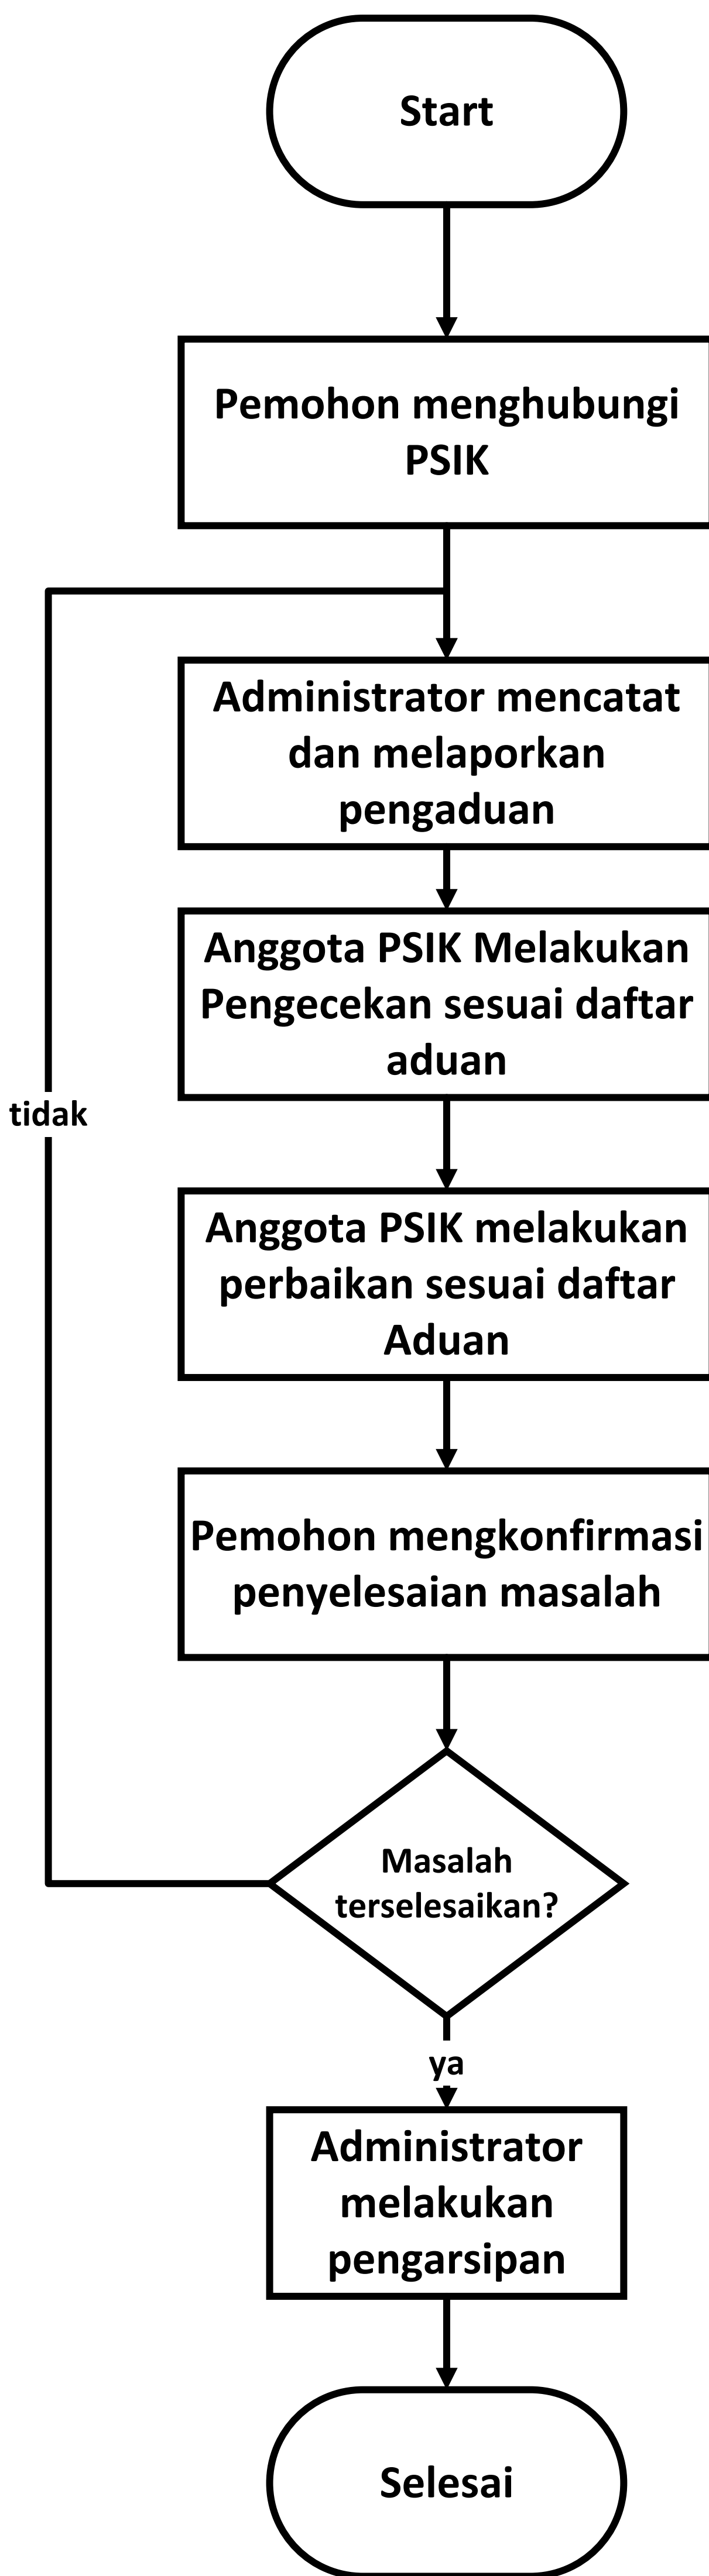 Start
Pemohon menghubungi
PSIK
Administrator mencatat
dan melaporkan
pengaduan
Anggota PSIK Melakukan
Pengecekan sesuai daftar
aduan
tidak
Anggota PSIK melakukan
perbaikan sesuai daftar
Aduan
Pemohon mengkonfirmasi
penyelesaian masalah
Masalah
terselesaikan?
ya
Administrator
melakukan
pengarsipan
Selesai